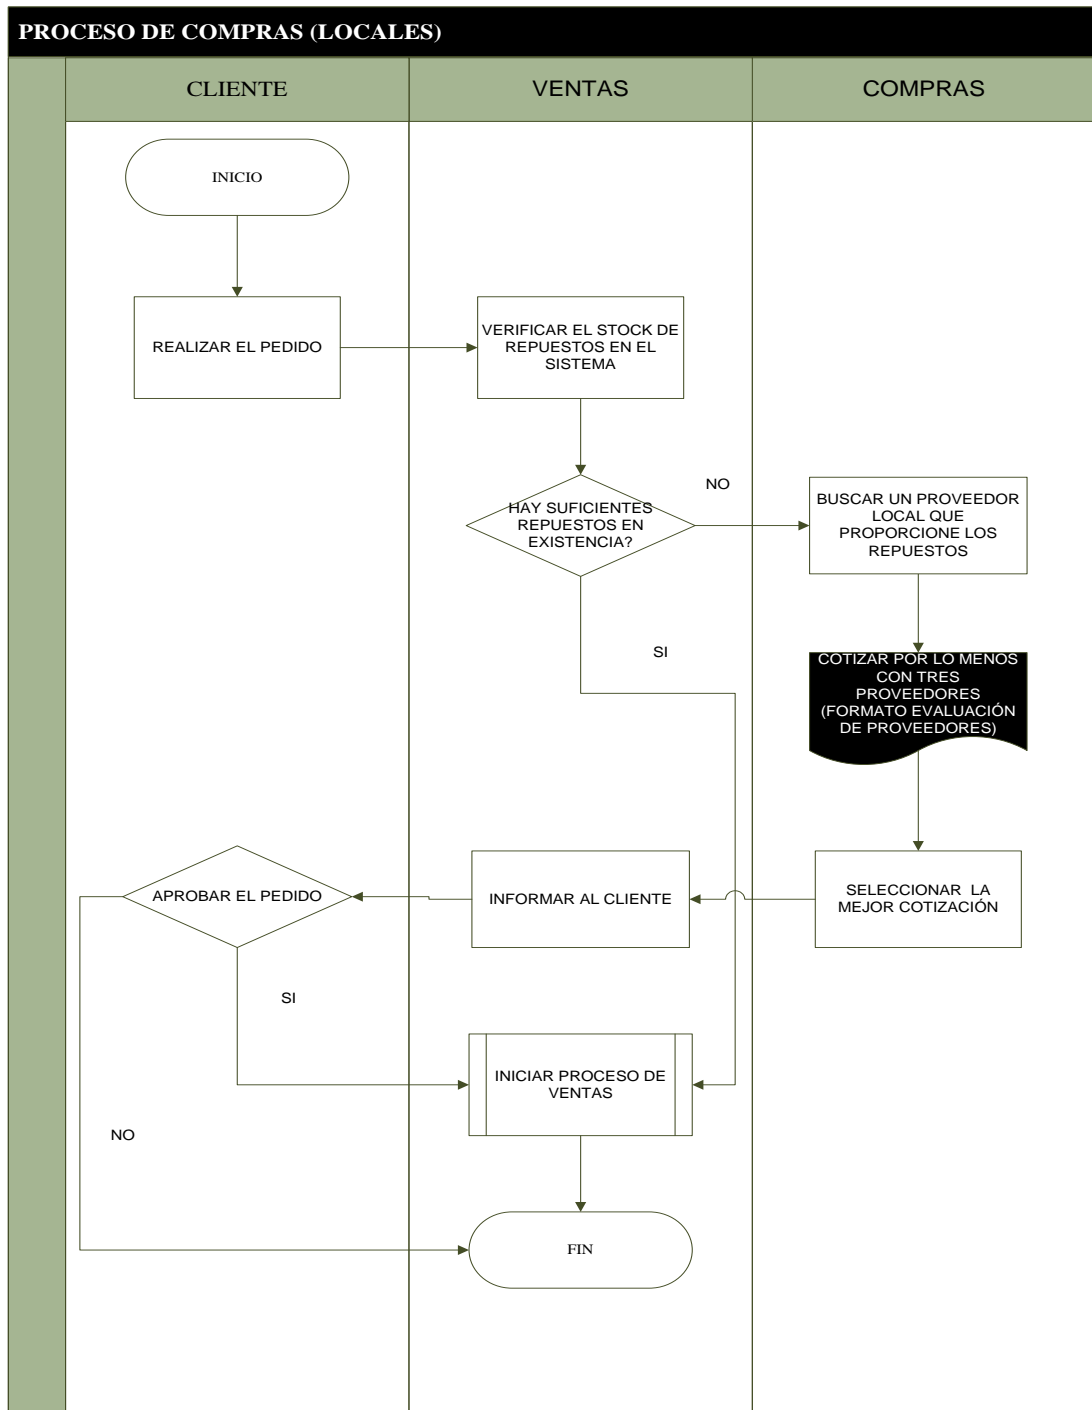 PROCESO DE COMPRAS (LOCALES)
CLIENTE
VENTAS
COMPRAS
INICIO
REALIZAR EL PEDIDO
VERIFICAR EL STOCK DE
REPUESTOS EN EL
SISTEMA
HAY SUFICIENTES
REPUESTOS EN
EXISTENCIA?
NO
BUSCAR UN PROVEEDOR
LOCAL QUE
PROPORCIONE LOS
REPUESTOS
SI
COTIZAR POR LO MENOS
CON TRES
PROVEEDORES
(FORMATO EVALUACIÓN
DE PROVEEDORES)
APROBAR EL PEDIDO
INFORMAR AL CLIENTE
SELECCIONAR LA
MEJOR COTIZACIÓN
SI
INICIAR PROCESO DE
VENTAS
NO
FIN